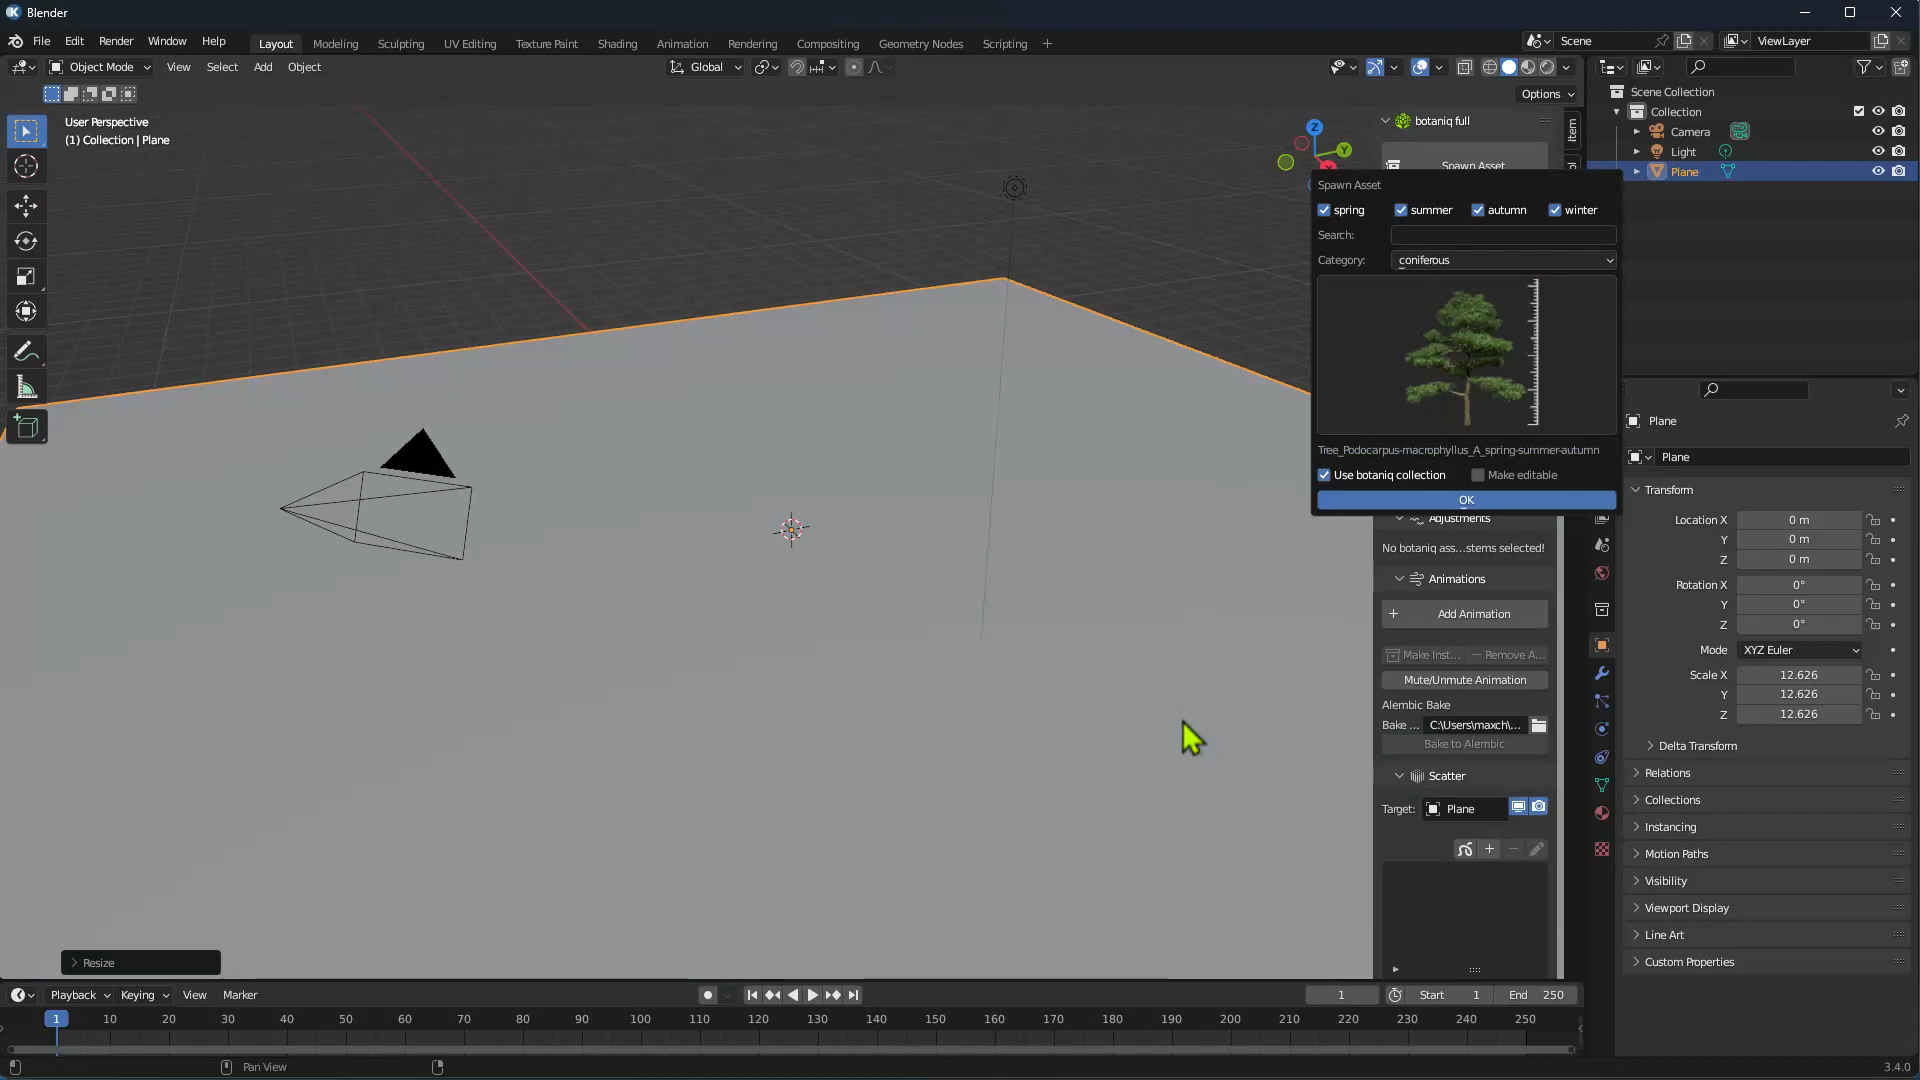 Blender
File Edit Render Window Help Layout Modeling Sculpting UV Editing Texture Paint Shading Animation Rendering Compositing Geometry Nodes Scripting + Scene ViewLayer
Object Mode View Select Add Object Global
Options
User Perspective
(1) Collection | Plane
Z
Y
botaniq full
Item
Spawn Asset
Scene Collection
Collection
Camera
Light
Plane
Spawn Asset
spring summer autumn winter
Search:
Category: coniferous
Tree_Podocarpus-macrophyllus_A_spring-summer-autumn
Use botaniq collection Make editable
OK
Adjustments
No botaniq ass...stems selected!
Animations
+ Add Animation
Make Inst... Remove A...
Mute/Unmute Animation
Alembic Bake
Bake ... C:\Users\maxch\...
Bake to Alembic
Scatter
Target: Plane
Plane
Plane
Transform
Location X 0 m
Y 0 m
Z 0 m
Rotation X 0°
Y 0°
Z 0°
Mode XYZ Euler
Scale X 12.626
Y 12.626
Z 12.626
Delta Transform
Relations
Collections
Instancing
Motion Paths
Visibility
Viewport Display
Line Art
Custom Properties
Resize
Playback Keying View Marker 1 Start 1 End 250
1 10 20 30 40 50 60 70 80 90 100 110 120 130 140 150 160 170 180 190 200 210 220 230 240 250
Pan View 3.4.0